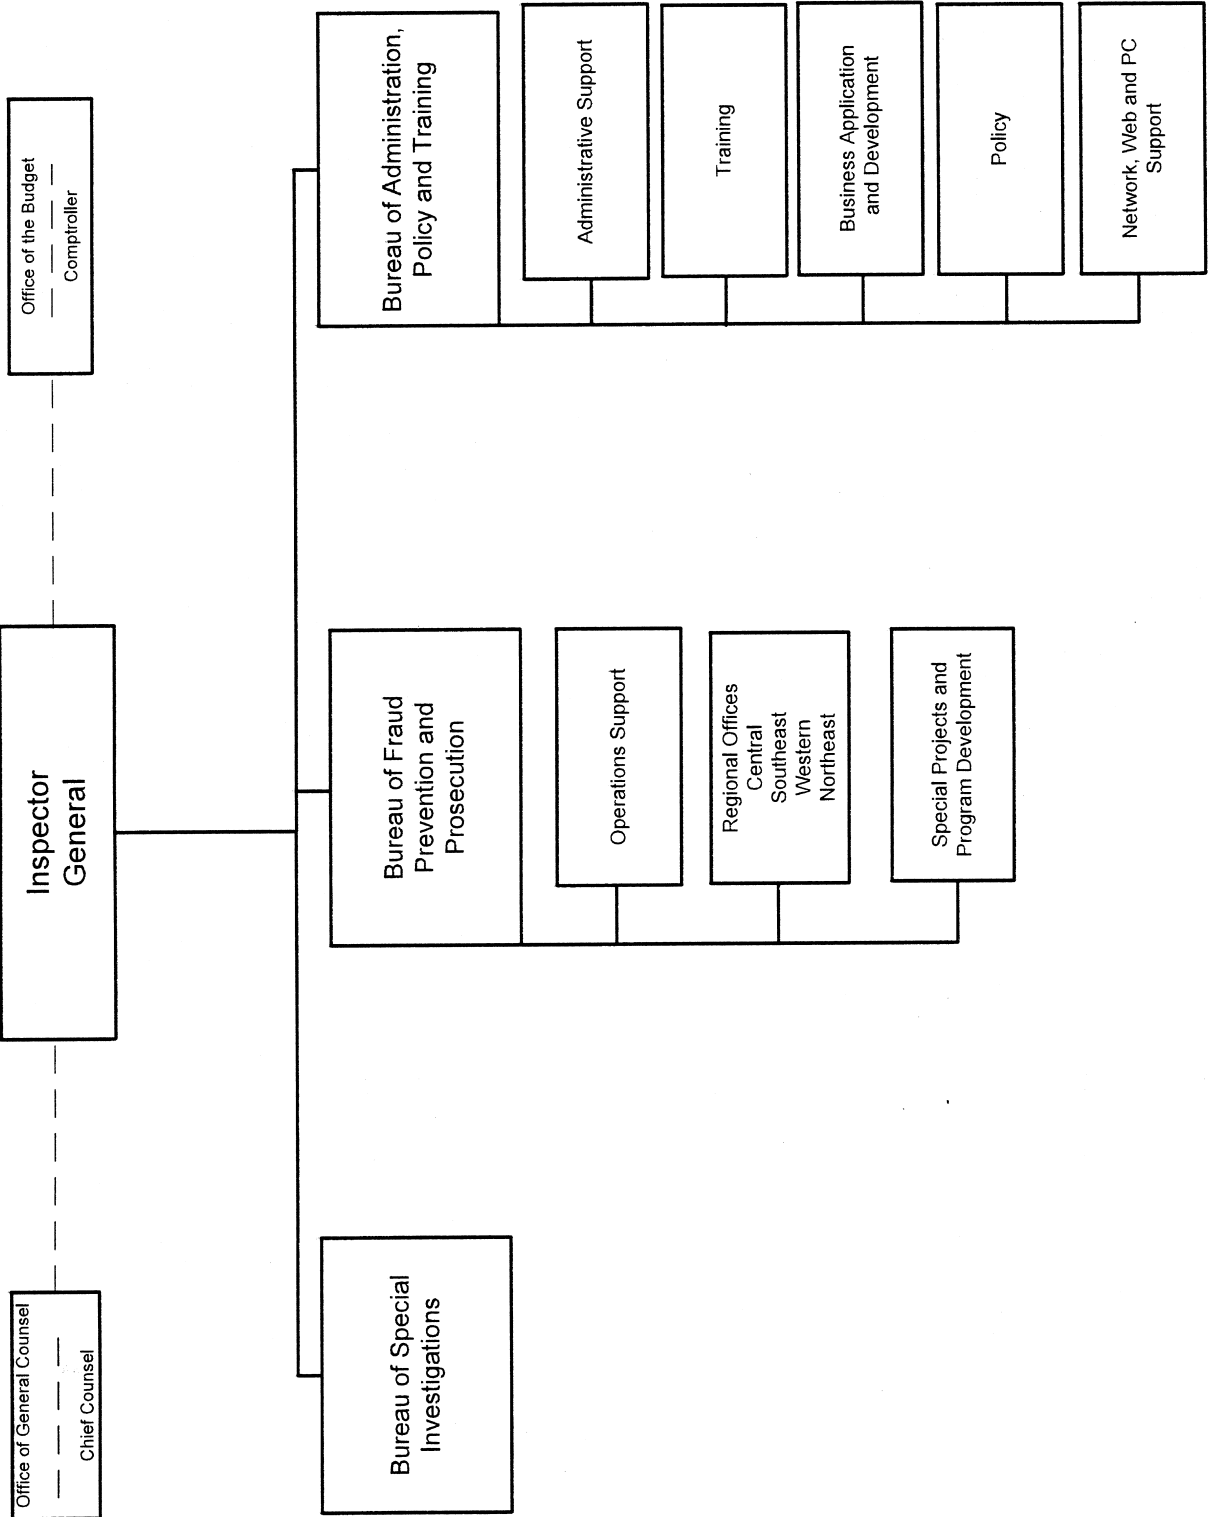 Office of General Counsel
Chief Counsel
Inspector
General
Office of the Budget
Comptroller
Bureau of Special
Investigations
Bureau of Fraud
Prevention and
Prosecution
Operations Support
Regional Offices
Central
Southeast
Western
Northeast
Special Projects and
Program Development
Bureau of Administration,
Policy and Training
Administrative Support
Training
Business Application
and Development
Policy
Network, Web and PC
Support